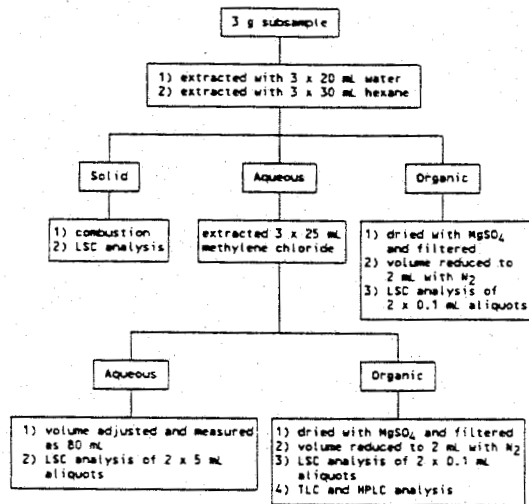 3 g subsample
1) extracted with 3 x 20 mL water
2) extracted with 3 x 30 mL hexane
Solid
Aqueous
Organic
1) combustion
2) LSC analysis
extracted 3 x 25 mL
methylene chloride
1) dried with MgSO₄
and filtered
2) volume reduced to
2 mL with N₂
3) LSC analysis of
2 x 0.1 mL aliquots
Aqueous
Organic
1) volume adjusted and measured
as 80 mL
2) LSC analysis of 2 x 5 mL
aliquots
1) dried with MgSO₄ and filtered
2) volume reduced to 2 mL with N₂
3) LSC analysis of 2 x 0.1 mL
aliquots
4) TLC and HPLC analysis